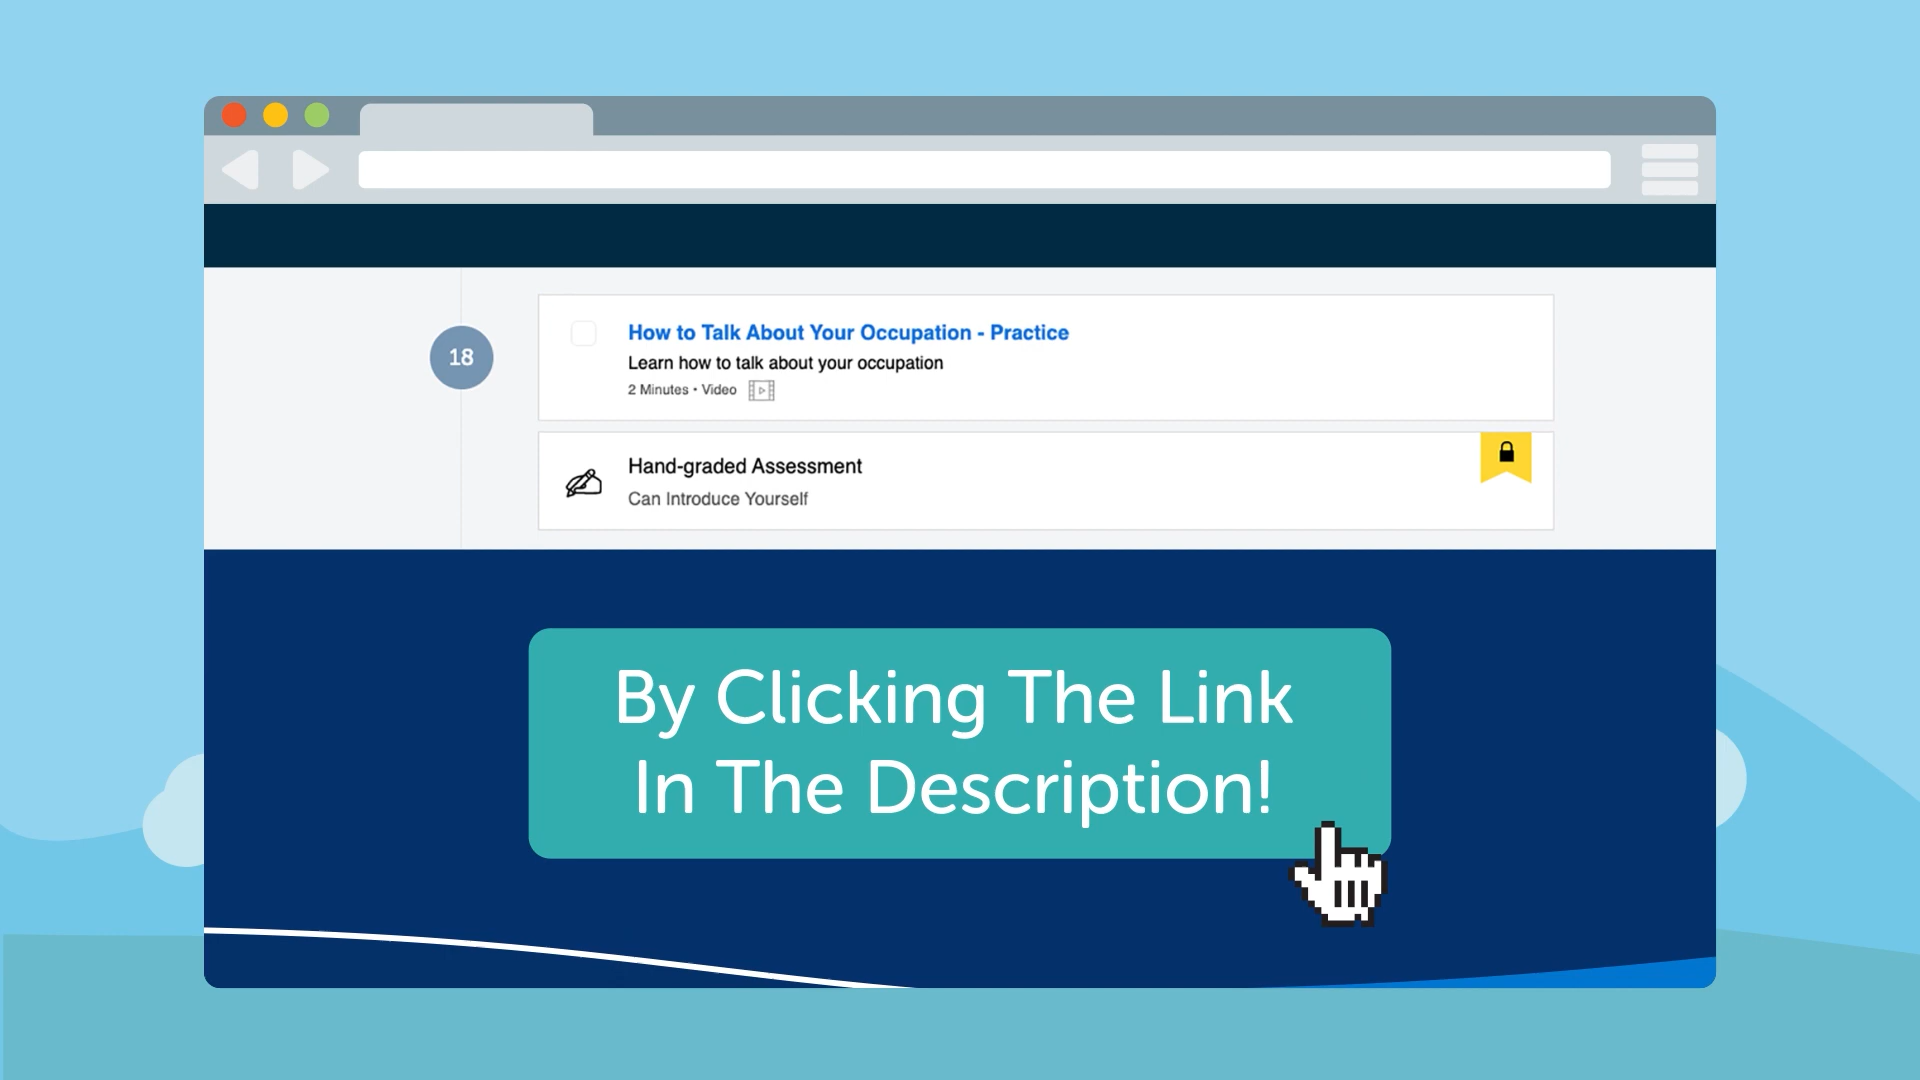 18
How to Talk About Your Occupation - Practice
Learn how to talk about your occupation
2 Minutes • Video
Hand-graded Assessment
Can Introduce Yourself
By Clicking The Link
In The Description!